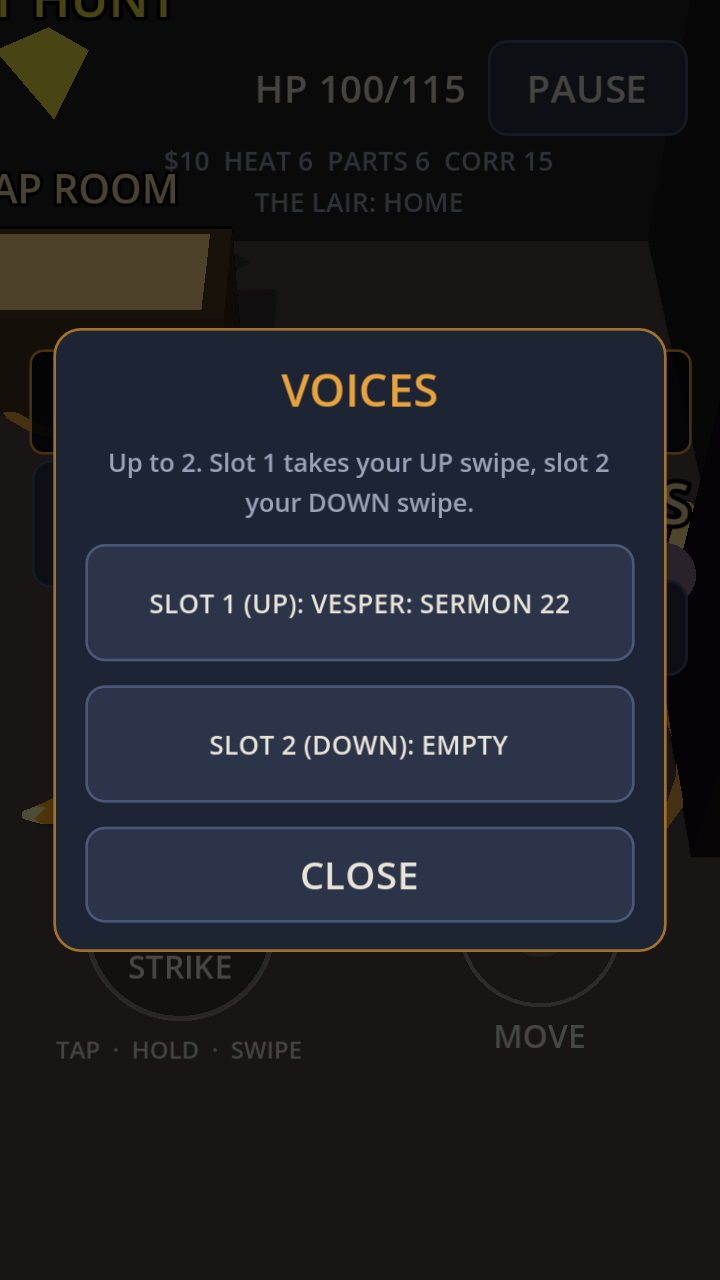 HUNT
HP 100/115
PAUSE
$10 HEAT 6 PARTS 6 CORR 15
AP ROOM
THE LAIR: HOME
VOICES
Up to 2. Slot 1 takes your UP swipe, slot 2
your DOWN swipe.
S
SLOT 1 (UP): VESPER: SERMON 22
SLOT 2 (DOWN): EMPTY
CLOSE
STRIKE
MOVE
TAP · HOLD · SWIPE